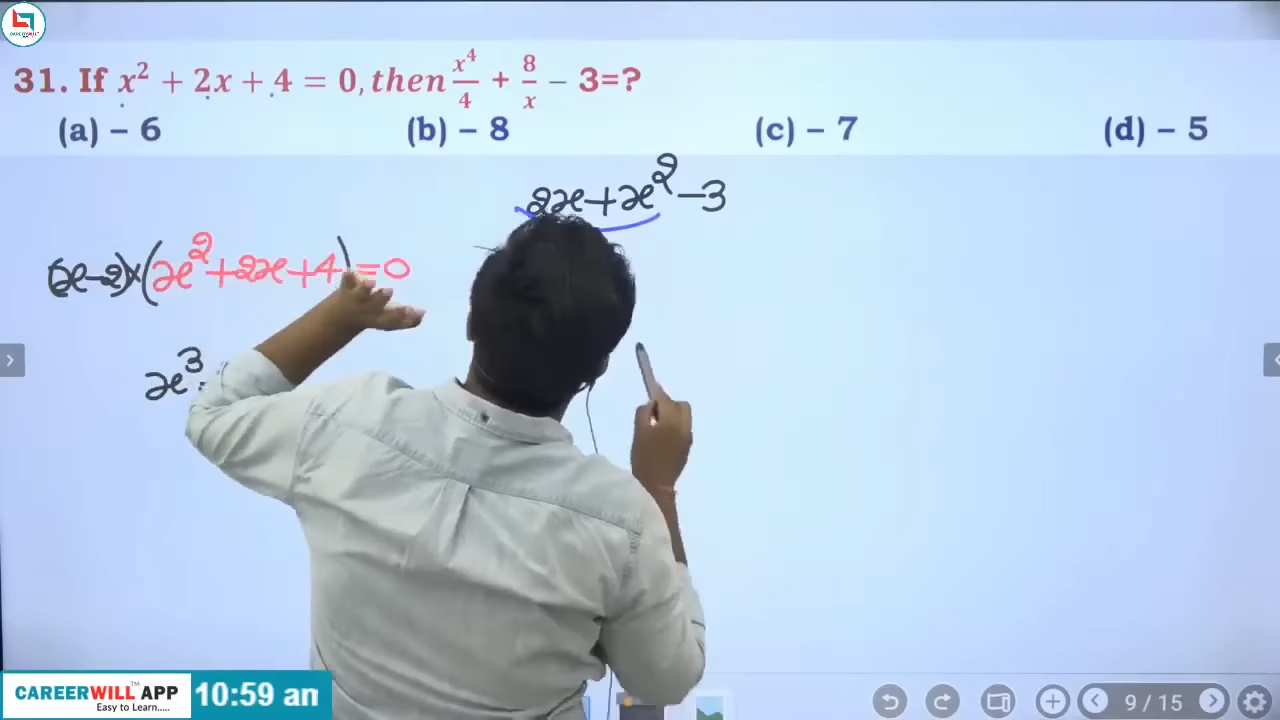 CAREERWILL
31. If x² + 2x + 4 = 0, then x⁴/4 + 8/x − 3=?
(a) – 6 (b) – 8 (c) – 7 (d) – 5
2x+x²−3
(x−2)×(x²+2x+4)=0
x³
CAREERWILL™ APP
Easy to Learn.....
10:59 an
9 / 15